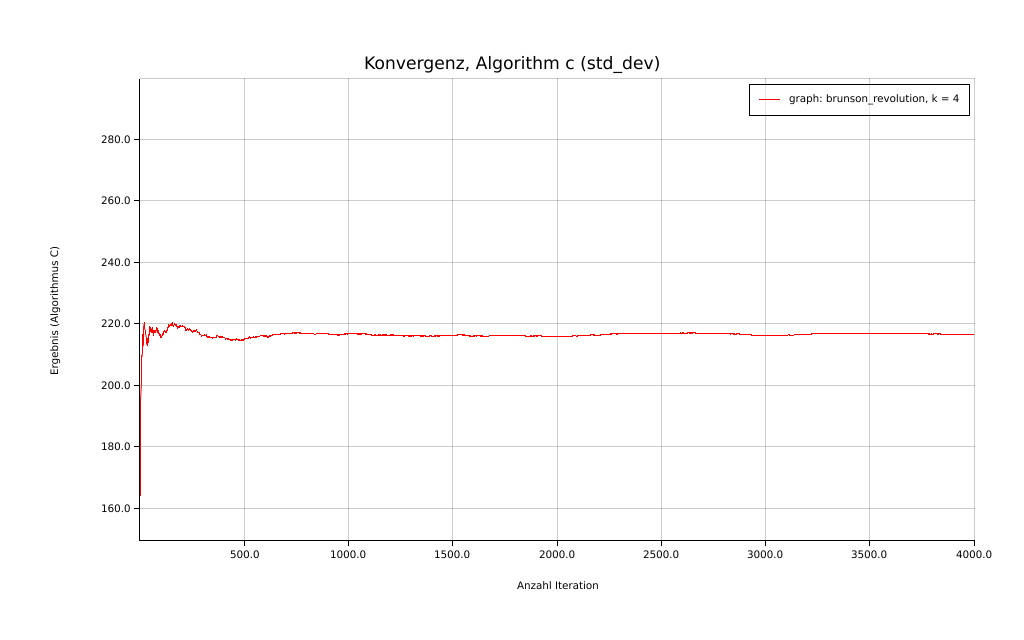 Konvergenz, Algorithm c (std_dev)
graph: brunson_revolution, k = 4
280.0
260.0
240.0
220.0
200.0
180.0
160.0
Ergebnis (Algorithmus C)
500.0 1000.0 1500.0 2000.0 2500.0 3000.0 3500.0 4000.0
Anzahl Iteration